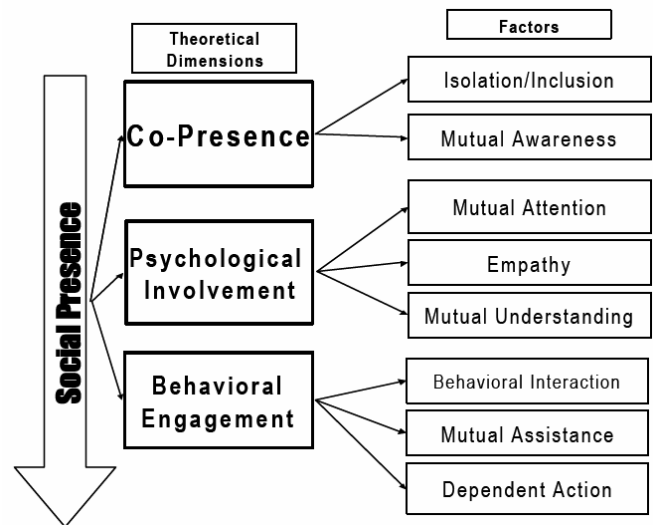 Theoretical
Dimensions
Factors
Social Presence
Co-Presence
Isolation/Inclusion
Mutual Awareness
Psychological
Involvement
Mutual Attention
Empathy
Mutual Understanding
Behavioral
Engagement
Behavioral Interaction
Mutual Assistance
Dependent Action